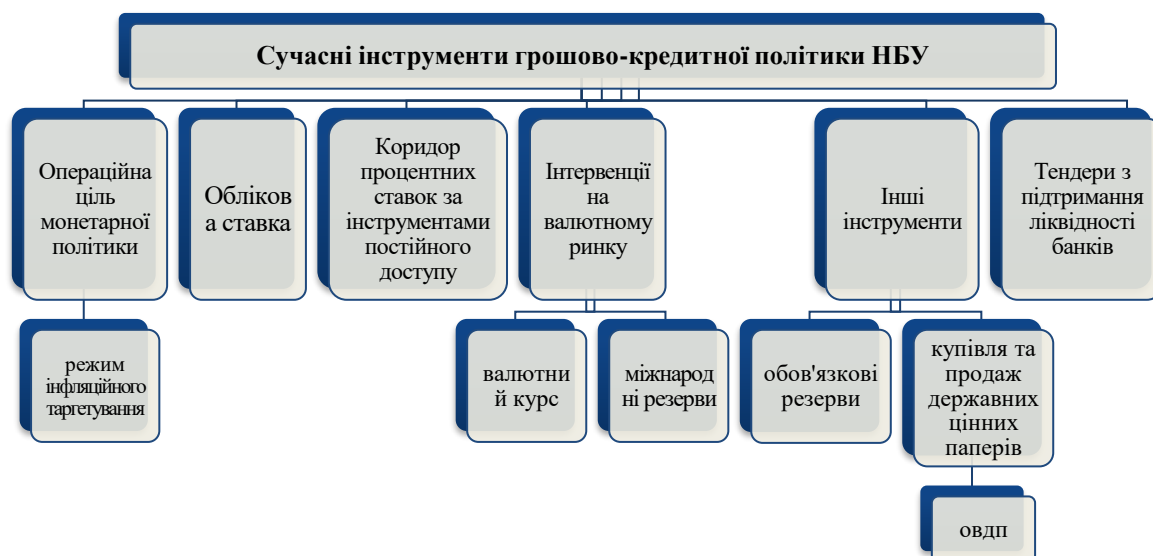 Сучасні інструменти грошово-кредитної політики НБУ
Операційна
ціль
монетарної
політики
Обліков
а ставка
Коридор
процентних
ставок за
інструментами
постійного
доступу
Інтервенції
на
валютному
ринку
Інші
інструменти
Тендери з
підтримання
ліквідності
банків
режим
інфляційного
таргетування
валютни
й курс
міжнарод
ні резерви
обов'язкові
резерви
купівля та
продаж
державних
цінних
паперів
овдп